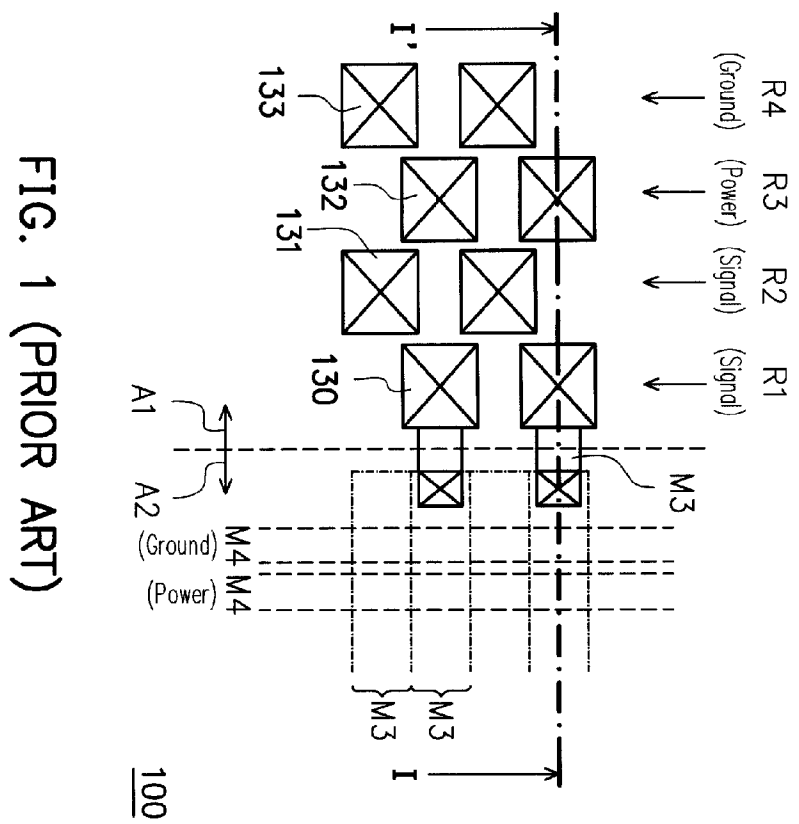 R4
(Ground)
R3
(Power)
R2
(Signal)
R1
(Signal)
I'
133
132
131
130
M3
A1
A2
M4
(Ground)
M4
(Power)
M3
M3
I
100
FIG. 1 (PRIOR ART)